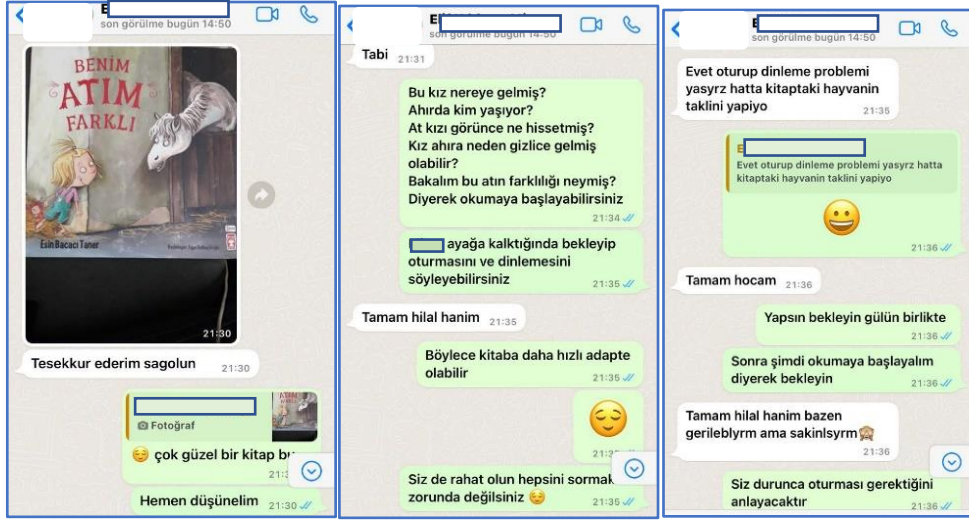 E
son görülme bugün 14:50
BENİM
ATIM
FARKLI
Esin Bacacı Taner
21:30
Tesekkur ederim sagolun 21:30
Fotoğraf
😌 çok güzel bir kitap bu
Hemen düşünelim 21:30
son görülme bugün 14:50
Tabi 21:31
Bu kız nereye gelmiş?
Ahırda kim yaşıyor?
At kızı görünce ne hissetmiş?
Kız ahıra neden gizlice gelmiş
olabilir?
Bakalım bu atın farklılığı neymiş?
Diyerek okumaya başlayabilirsiniz
21:34
ayağa kalktığında bekleyip
oturmasını ve dinlemesini
söyleyebilirsiniz 21:35
Tamam hilal hanim 21:35
Böylece kitaba daha hızlı adapte
olabilir 21:35
😌
Siz de rahat olun hepsini
zorunda değilsiniz 😌 21:35
E
son görülme bugün 14:50
Evet oturup dinleme problemi
yasyrz hatta kitaptaki hayvanin
taklini yapiyo 21:35
E
Evet oturup dinleme problemi yasyrz hatta
kitaptaki hayvanin taklini yapiyo
😀
21:36
Tamam hocam 21:36
Yapsın bekleyin gülün birlikte
21:36
Sonra şimdi okumaya başlayalım
diyerek bekleyin 21:36
Tamam hilal hanim bazen
gerileblyrm ama sakinlsyrm🙈
21:36
Siz durunca oturması gerektiğini
anlayacaktır 21:36